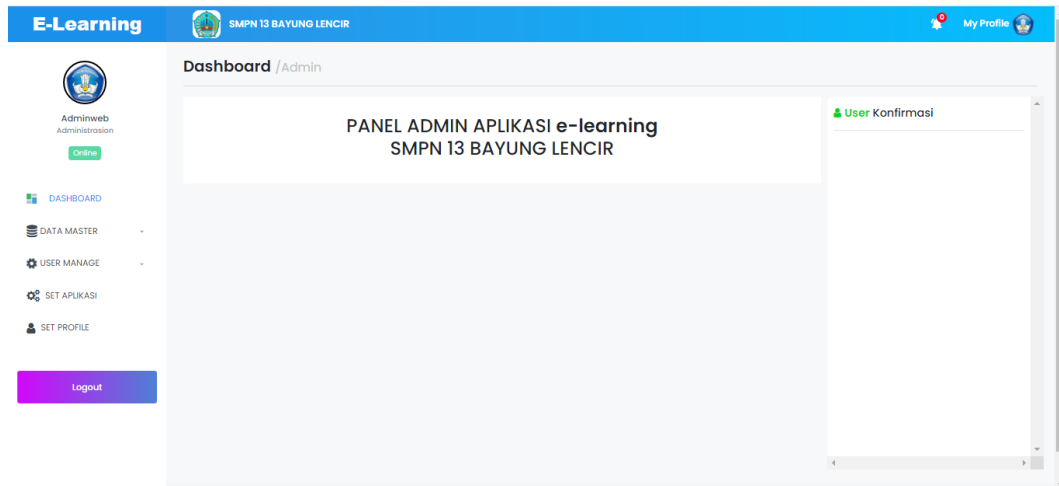 E-Learning
SMPN 13 BAYUNG LENCIR
0
My Profile
Adminweb
Administrasion
Online
DASHBOARD
DATA MASTER
USER MANAGE
SET APLIKASI
SET PROFILE
Logout
Dashboard /Admin
PANEL ADMIN APLIKASI e-learning
SMPN 13 BAYUNG LENCIR
User Konfirmasi